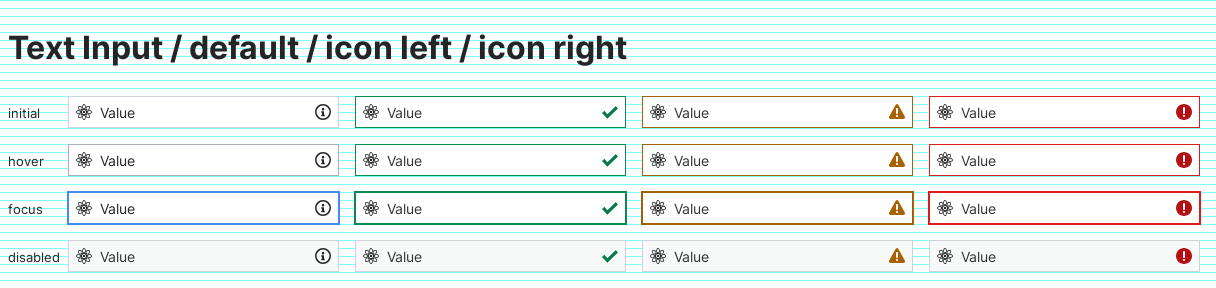 Text Input / default / icon left / icon right
initial Value Value Value Value
hover Value Value Value Value
focus Value Value Value Value
disabled Value Value Value Value